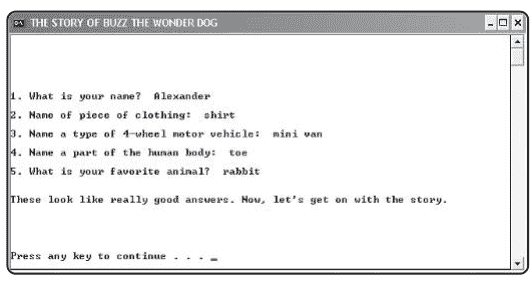 THE STORY OF BUZZ THE WONDER DOG
1. What is your name? Alexander
2. Name of piece of clothing: shirt
3. Name a type of 4-wheel motor vehicle: mini van
4. Name a part of the human body: toe
5. What is your favorite animal? rabbit
These look like really good answers. Now, let's get on with the story.
Press any key to continue . . . _